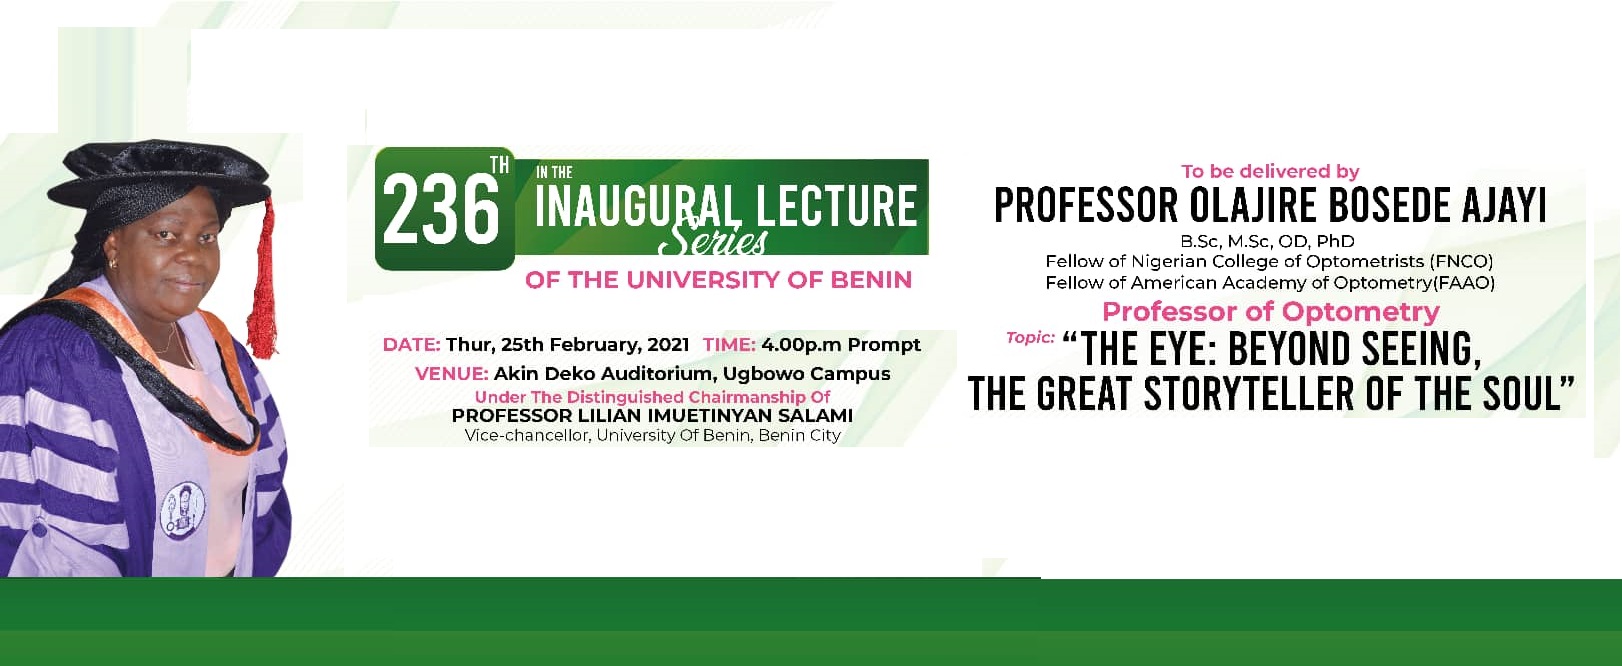 236TH
IN THE
INAUGURAL LECTURE
Series
OF THE UNIVERSITY OF BENIN
DATE: Thur, 25th February, 2021 TIME: 4.00p.m Prompt
VENUE: Akin Deko Auditorium, Ugbowo Campus
Under The Distinguished Chairmanship Of
PROFESSOR LILIAN IMUETINYAN SALAMI
Vice-chancellor, University Of Benin, Benin City
To be delivered by
PROFESSOR OLAJIRE BOSEDE AJAYI
B.Sc, M.Sc, OD, PhD
Fellow of Nigerian College of Optometrists (FNCO)
Fellow of American Academy of Optometry(FAAO)
Professor of Optometry
Topic: “THE EYE: BEYOND SEEING,
THE GREAT STORYTELLER OF THE SOUL”